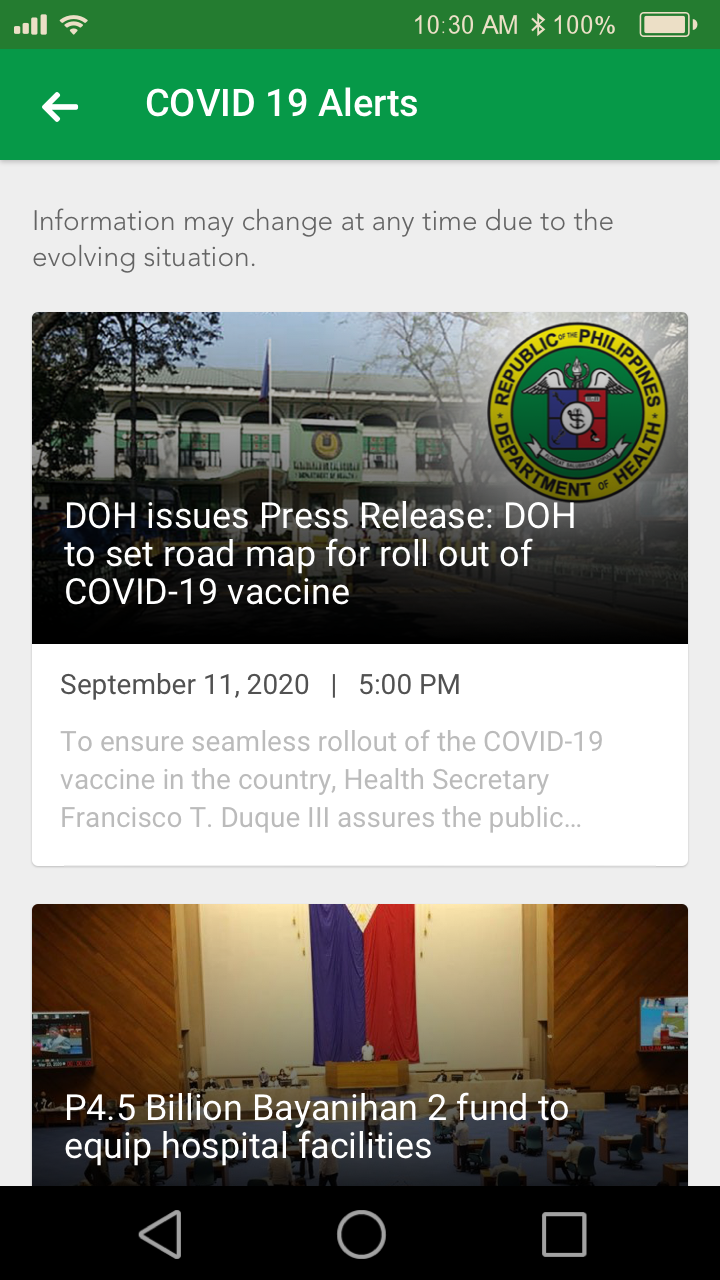 10:30 AM 100%
COVID 19 Alerts
Information may change at any time due to the
evolving situation.
REPUBLIC OF THE PHILIPPINES
DEPARTMENT OF HEALTH
DOH issues Press Release: DOH
to set road map for roll out of
COVID-19 vaccine
September 11, 2020 | 5:00 PM
To ensure seamless rollout of the COVID-19
vaccine in the country, Health Secretary
Francisco T. Duque III assures the public...
P4.5 Billion Bayanihan 2 fund to
equip hospital facilities